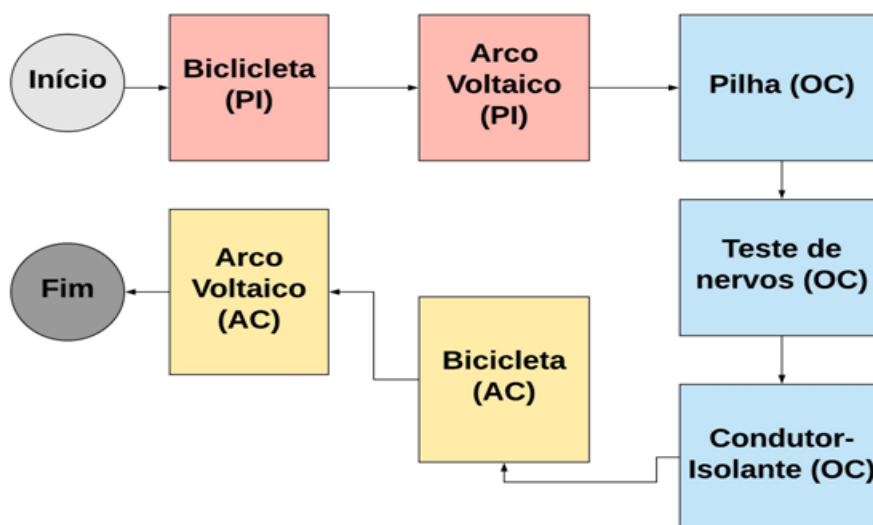 Início
Biclicleta
(PI)
Arco
Voltaico
(PI)
Pilha (OC)
Teste de
nervos (OC)
Condutor-
Isolante (OC)
Bicicleta
(AC)
Arco
Voltaico
(AC)
Fim